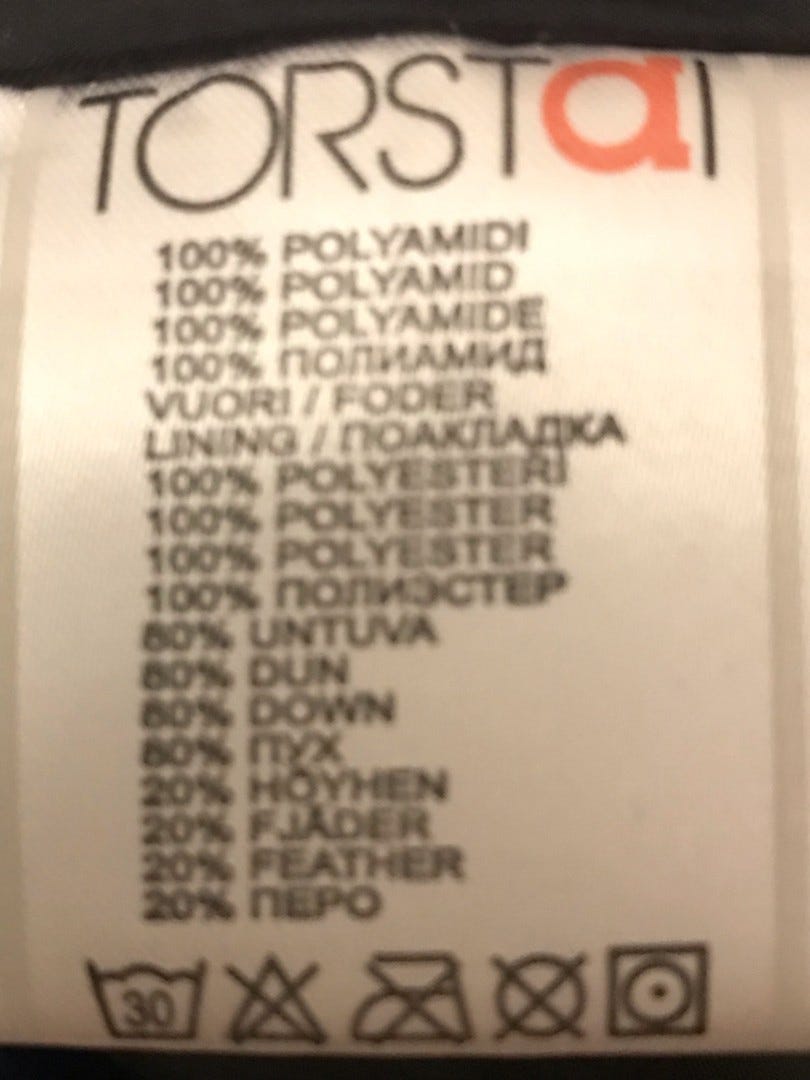 TORSTaI
100% POLYAMIDI
100% POLYAMID
100% POLYAMIDE
100% ПОЛИАМИД
VUORI / FODER
LINING / ПОАКЛАДКА
100% POLYESTERI
100% POLYESTER
100% POLYESTER
100% ПОЛИЭСТЕР
80% UNTUVA
80% DUN
80% DOWN
80% ПУХ
20% HÖYHEN
20% FJÄDER
20% FEATHER
20% ПЕРО
30